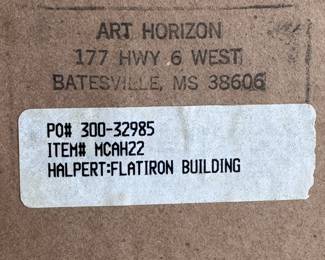 ART HORIZON
177 HWY 6 WEST
BATESVILLE, MS 38606
PO# 300-32985
ITEM# MCAH22
HALPERT:FLATIRON BUILDING